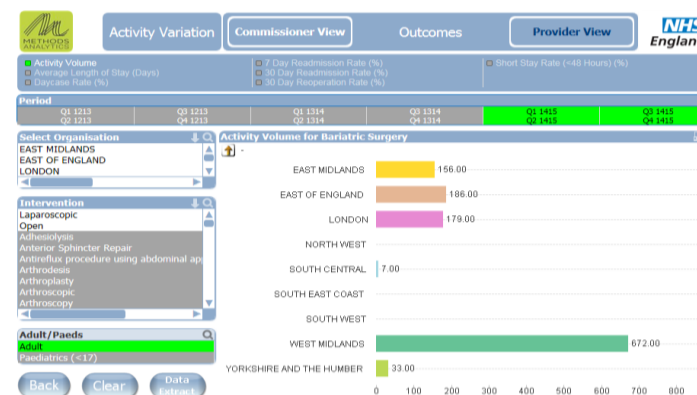 METHODS
ANALYTICS
Activity Variation
Commissioner View
Outcomes
Provider View
NHS
England
Activity Volume
Average Length of Stay (Days)
Daycase Rate (%)
7 Day Readmission Rate (%)
30 Day Readmission Rate (%)
30 Day Reoperation Rate (%)
Short Stay Rate (<48 Hours) (%)
Period
Q1 1213 Q3 1213 Q1 1314 Q3 1314 Q1 1415 Q3 1415
Q2 1213 Q4 1213 Q2 1314 Q4 1314 Q2 1415 Q4 1415
Select Organisation
EAST MIDLANDS
EAST OF ENGLAND
LONDON
Intervention
Laparoscopic
Open
Adhesiolysis
Anterior Sphincter Repair
Antireflux procedure using abdominal app
Arthrodesis
Arthroplasty
Arthroscopic
Arthroscopy
Adult/Paeds
Adult
Paediatrics (<17)
Back
Clear
Data
Extract
Activity Volume for Bariatric Surgery
-
EAST MIDLANDS 156.00
EAST OF ENGLAND 186.00
LONDON 179.00
NORTH WEST
SOUTH CENTRAL 7.00
SOUTH EAST COAST
SOUTH WEST
WEST MIDLANDS 672.00
YORKSHIRE AND THE HUMBER 33.00
0 100 200 300 400 500 600 700 800